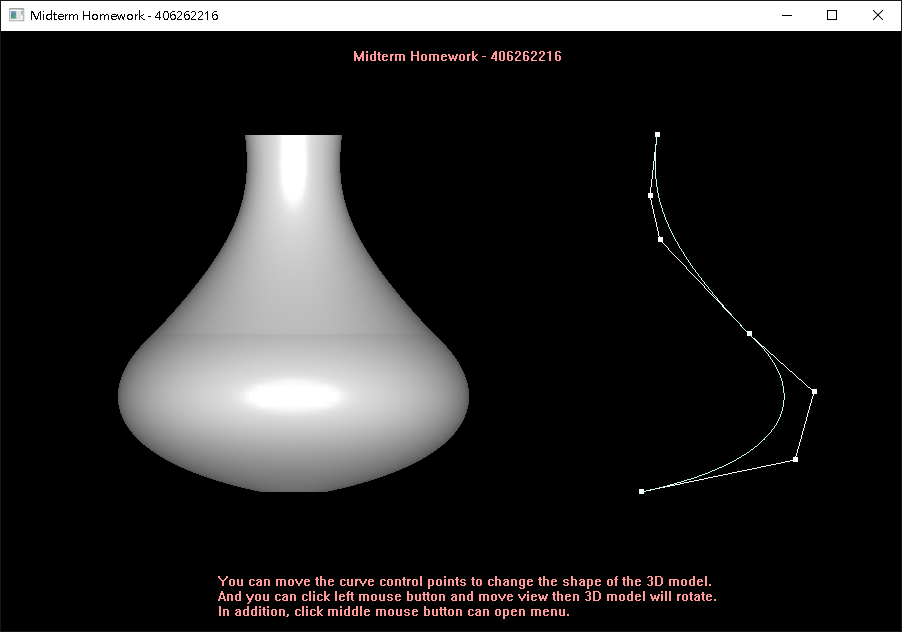 Midterm Homework - 406262216
Midterm Homework - 406262216
You can move the curve control points to change the shape of the 3D model.
And you can click left mouse button and move view then 3D model will rotate.
In addition, click middle mouse button can open menu.